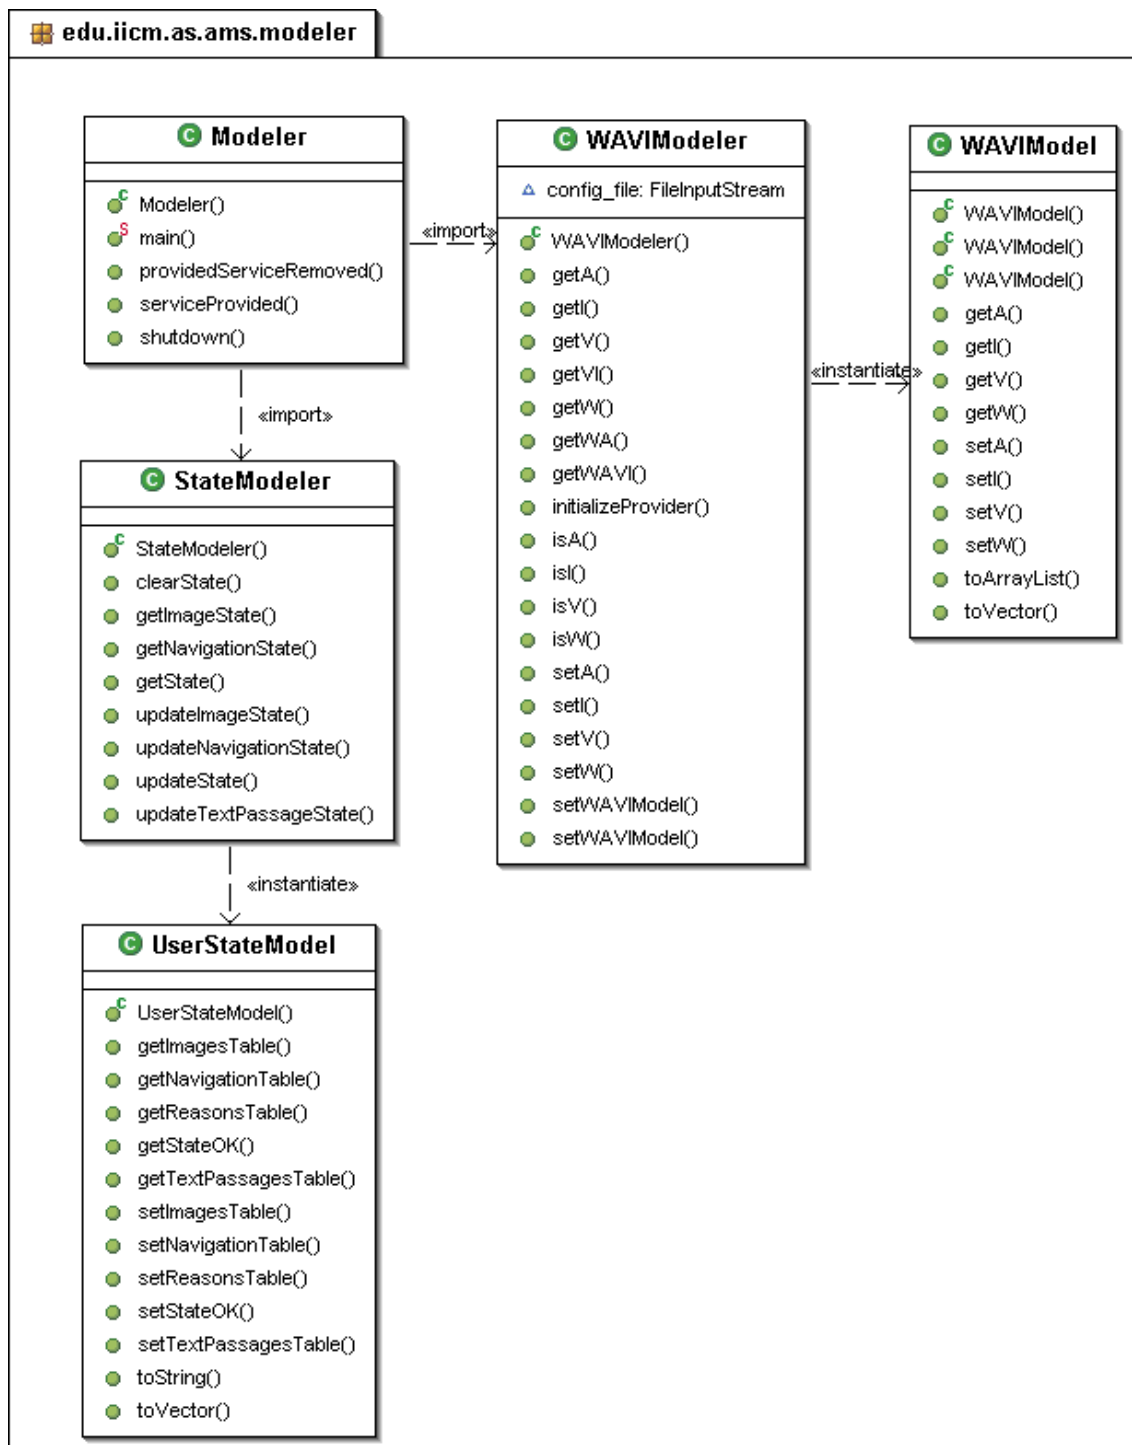 edu.iicm.as.ams.modeler
Modeler
Modeler()
main()
providedServiceRemoved()
serviceProvided()
shutdown()
«import»
«import»
WAVIModeler
config_file: FileInputStream
WAVIModeler()
getA()
getI()
getV()
getVI()
getW()
getWA()
getWAVI()
initializeProvider()
isA()
isI()
isV()
isW()
setA()
setI()
setV()
setW()
setWAVIModel()
setWAVIModel()
«instantiate»
WAVIModel
WAVIModel()
WAVIModel()
WAVIModel()
getA()
getI()
getV()
getW()
setA()
setI()
setV()
setW()
toArrayList()
toVector()
StateModeler
StateModeler()
clearState()
getImageState()
getNavigationState()
getState()
updateImageState()
updateNavigationState()
updateState()
updateTextPassageState()
«instantiate»
UserStateModel
UserStateModel()
getImagesTable()
getNavigationTable()
getReasonsTable()
getStateOK()
getTextPassagesTable()
setImagesTable()
setNavigationTable()
setReasonsTable()
setStateOK()
setTextPassagesTable()
toString()
toVector()